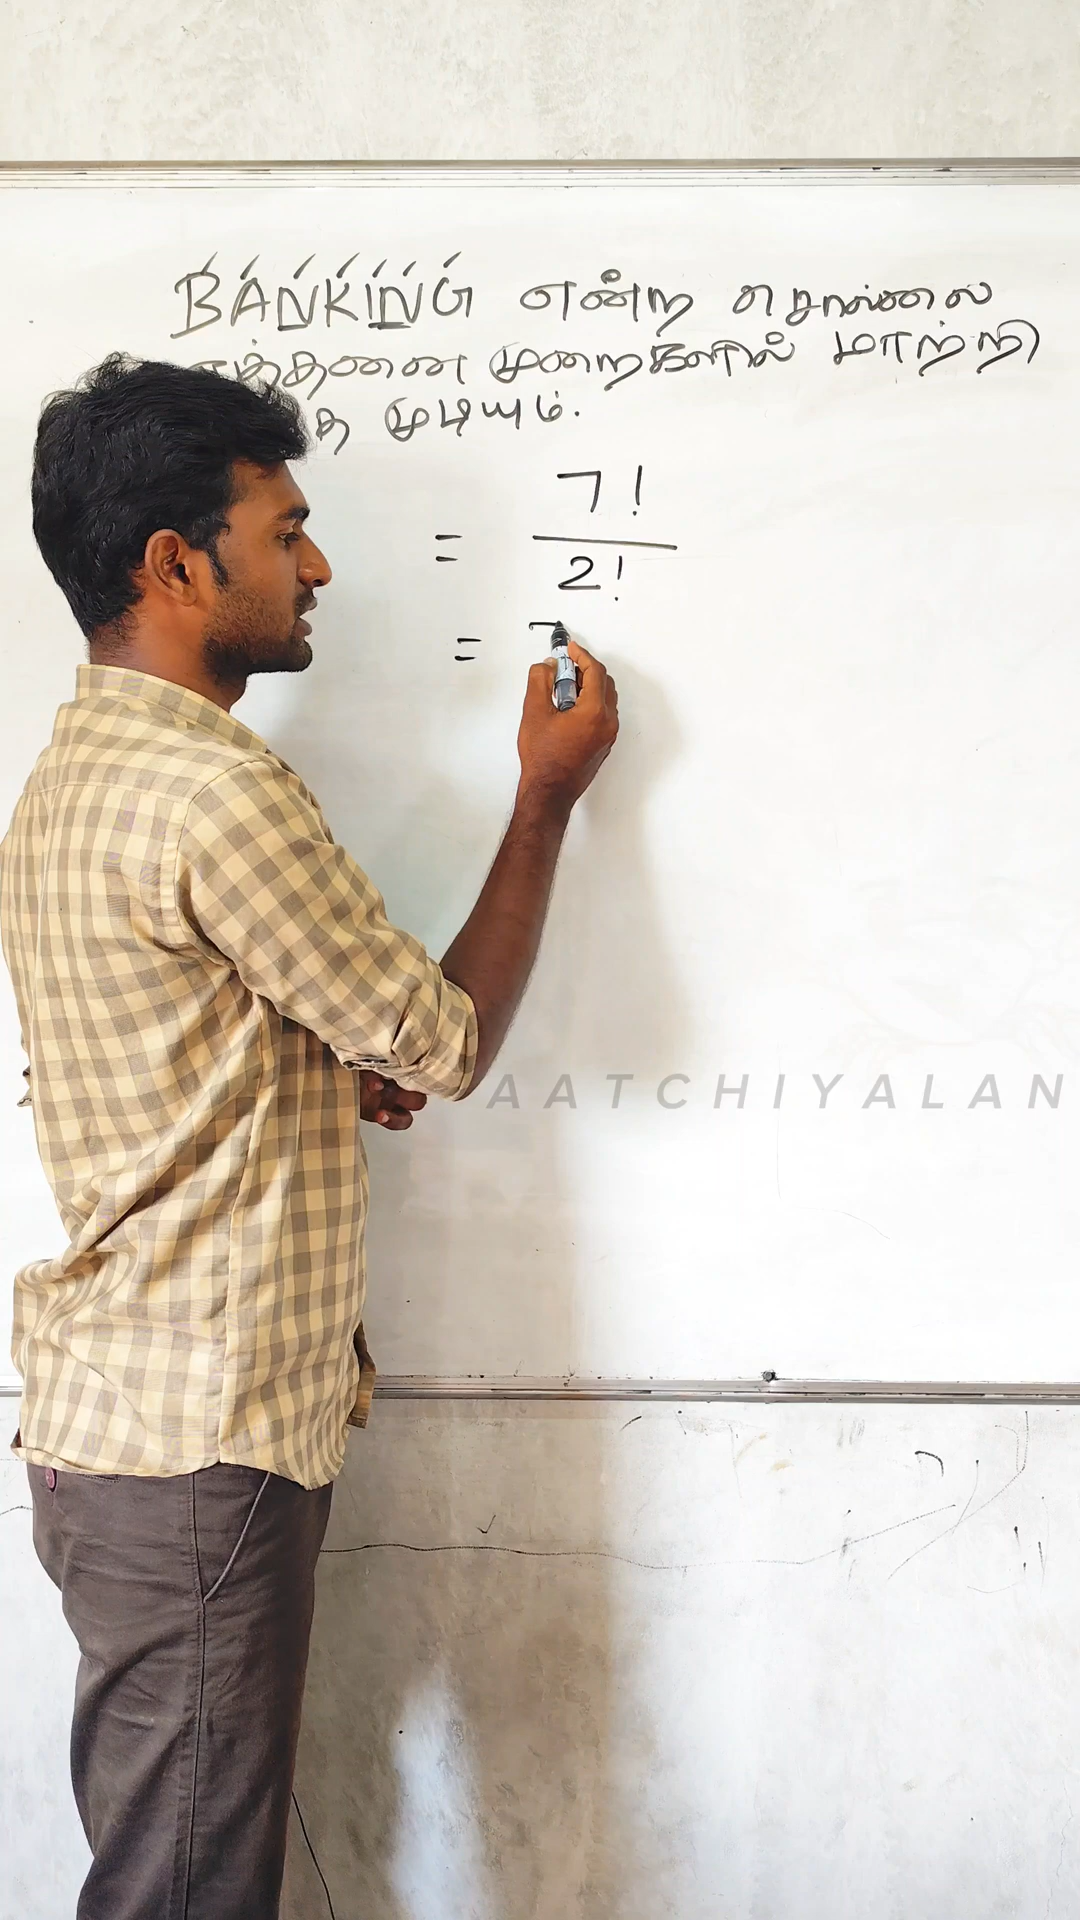 BANKING என்ற சொல்லை
எத்தனை முறைகளில் மாற்றி
முடியும்.
7!
=
2!
=
AATCHIYALAN